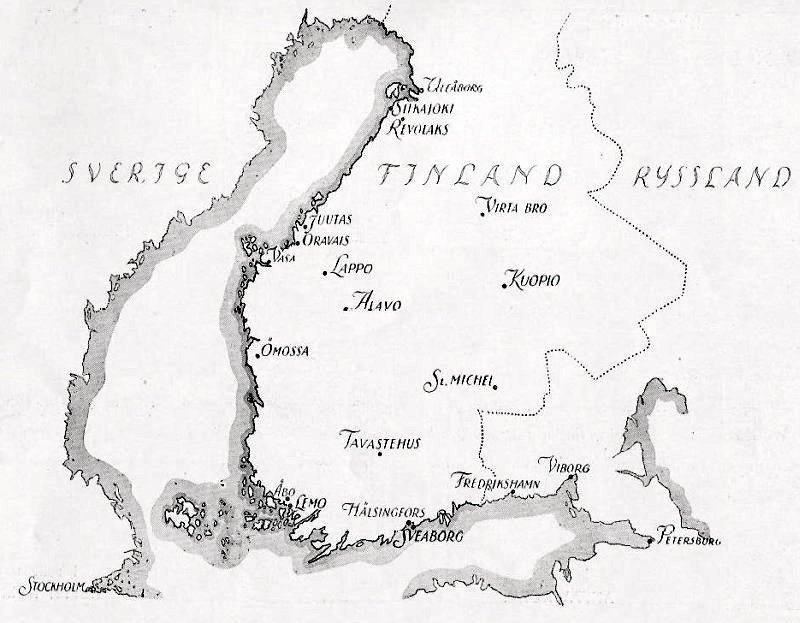 Uleåborg
Siikajoki
Revolaks
SVERIGE
FINLAND
RYSSLAND
Virta bro
Juutas
Oravais
Vasa
Lappo
Kuopio
Alavo
Ömossa
St. Michel
Tavastehus
Viborg
Fredrikshamn
Åbo
Lemo
Hälsingfors
Sveaborg
Petersburg
Stockholm